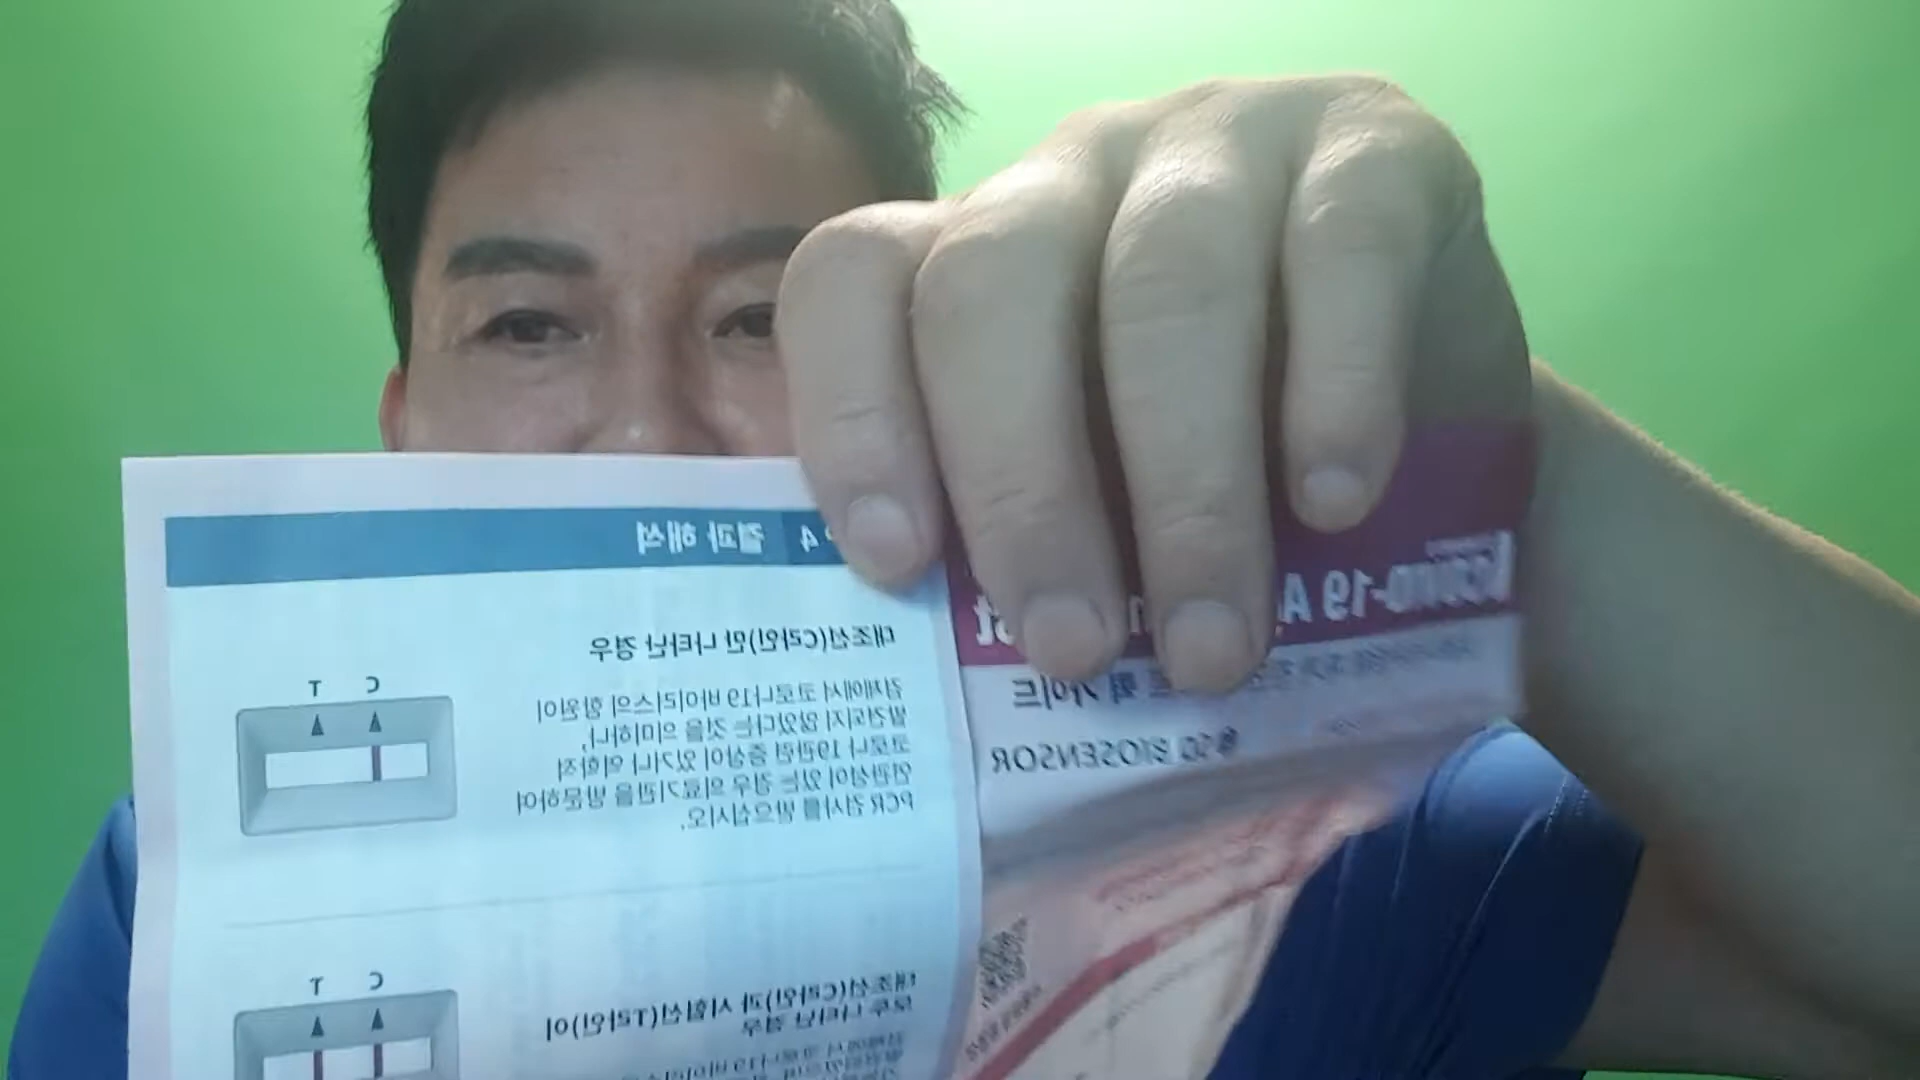 4 결과 해석
대조선(C라인)만 나타난 경우
검체에서 코로나19 바이러스의 항원이
발견되지 않았다는 것을 의미하나,
코로나 19 관련 증상이 있거나 역학적
연관성이 있는 경우 의료기관을 방문하여
PCR 검사를 받으십시오.
C T
대조선(C라인)과 시험선(T라인)이
모두 나타난 경우
C T
COVID-19 A
st
퀵 가이드
SD BIOSENSOR